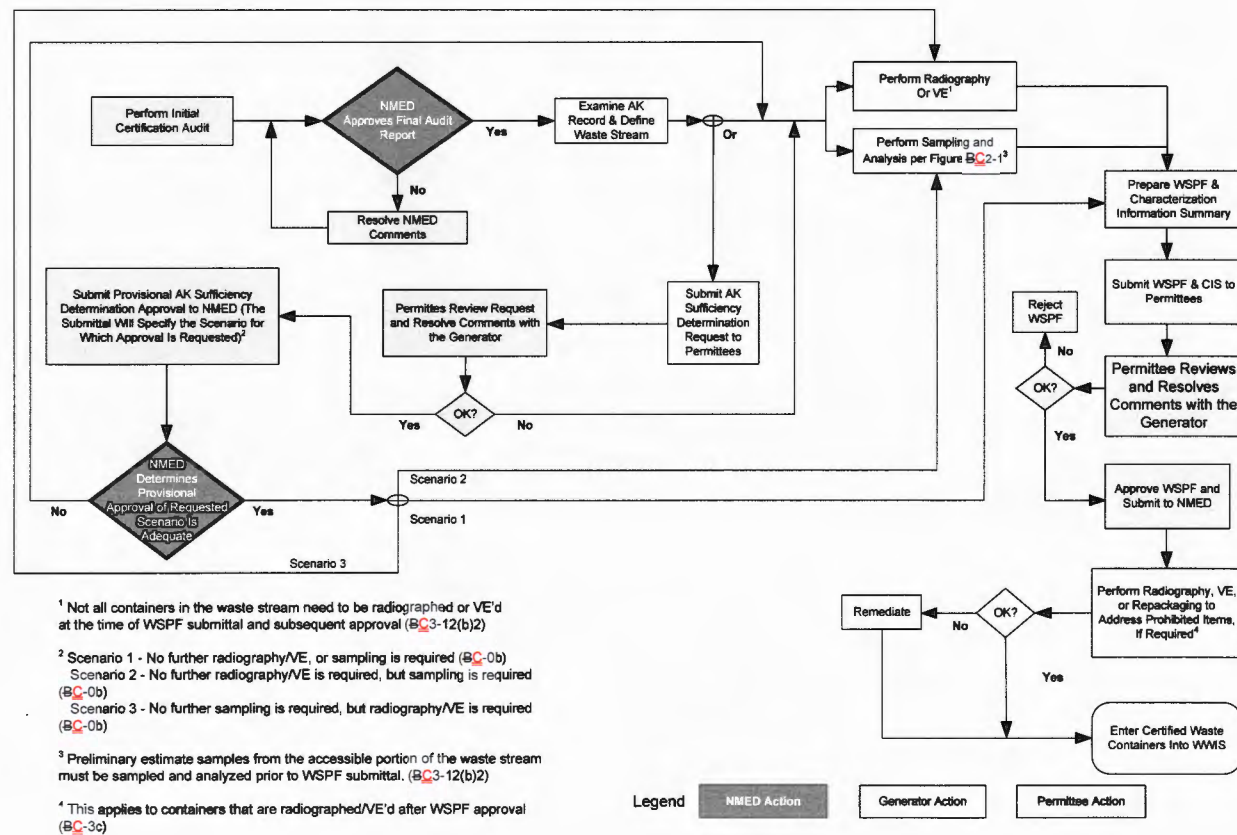 Perform Initial
Certification Audit
NMED
Approves Final Audit
Report
Yes
No
Resolve NMED
Comments
Examine AK
Record & Define
Waste Stream
Or
Perform Radiography
Or VE¹
Perform Sampling and
Analysis per Figure BC2-1³
Prepare WSPF &
Characterization
Information Summary
Submit WSPF & CIS to
Permittees
Permittee Reviews
and Resolves
Comments with the
Generator
Reject
WSPF
No
OK?
Yes
Submit AK
Sufficiency
Determination
Request to
Permittees
Permittes Review Request
and Resolve Comments with
the Generator
OK?
Yes
No
Submit Provisional AK Sufficiency
Determination Approval to NMED (The
Submittal Will Specify the Scenario for
Which Approval Is Requested)²
NMED
Determines
Provisional
Approval of Requested
Scenario Is
Adequate
No
Yes
Scenario 2
Scenario 1
Scenario 3
Approve WSPF and
Submit to NMED
Perform Radiography, VE,
or Repackaging to
Address Prohibited Items,
If Required⁴
OK?
No
Remediate
Yes
Enter Certified Waste
Containers Into WWIS
¹ Not all containers in the waste stream need to be radiographed or VE'd
at the time of WSPF submittal and subsequent approval (BC3-12(b)2)
² Scenario 1 - No further radiography/VE, or sampling is required (BC-0b)
Scenario 2 - No further radiography/VE is required, but sampling is required
(BC-0b)
Scenario 3 - No further sampling is required, but radiography/VE is required
(BC-0b)
³ Preliminary estimate samples from the accessible portion of the waste stream
must be sampled and analyzed prior to WSPF submittal. (BC3-12(b)2)
⁴ This applies to containers that are radiographed/VE'd after WSPF approval
(BC-3c)
Legend
NMED Action
Generator Action
Permittee Action